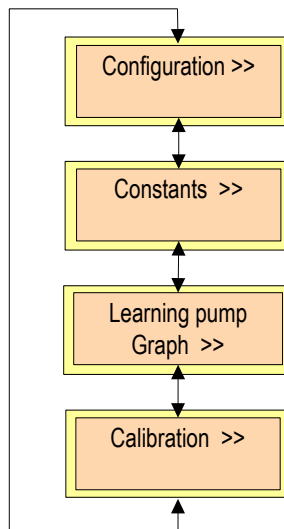 Configuration >>
Constants >>
Learning pump
Graph >>
Calibration >>